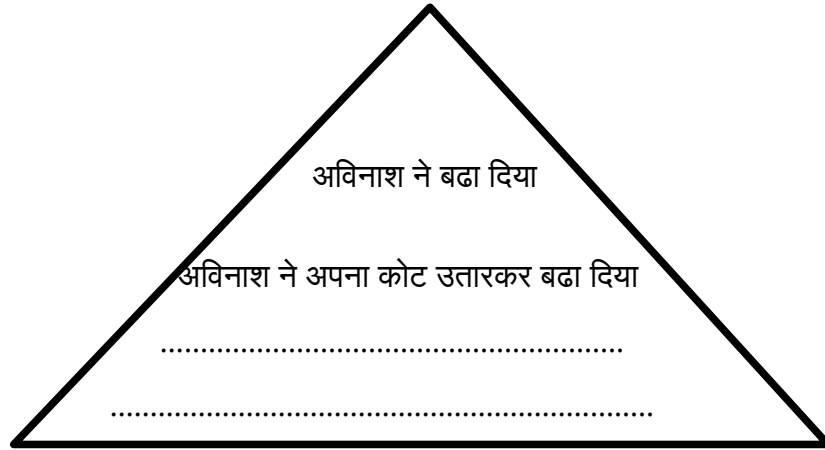 अविनाश ने बढा दिया
अविनाश ने अपना कोट उतारकर बढा दिया
..........................................................
....................................................................